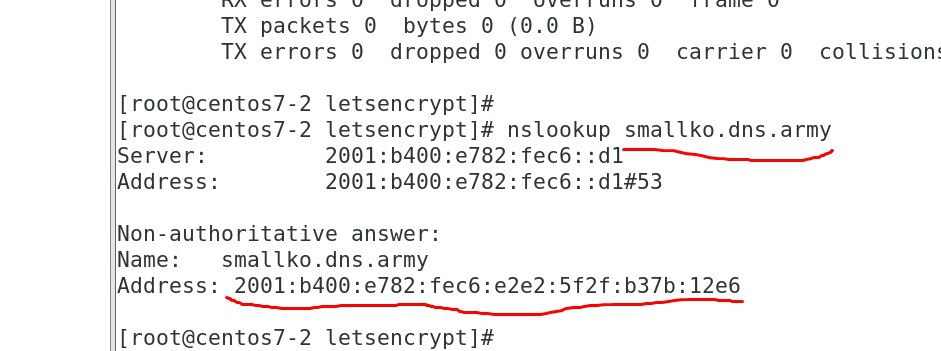 RX errors 0  dropped 0 overruns 0  frame 0
TX packets 0  bytes 0 (0.0 B)
TX errors 0  dropped 0 overruns 0  carrier 0  collisions
[root@centos7-2 letsencrypt]#
[root@centos7-2 letsencrypt]# nslookup smallko.dns.army
Server:         2001:b400:e782:fec6::d1
Address:        2001:b400:e782:fec6::d1#53
Non-authoritative answer:
Name:   smallko.dns.army
Address: 2001:b400:e782:fec6:e2e2:5f2f:b37b:12e6
[root@centos7-2 letsencrypt]#